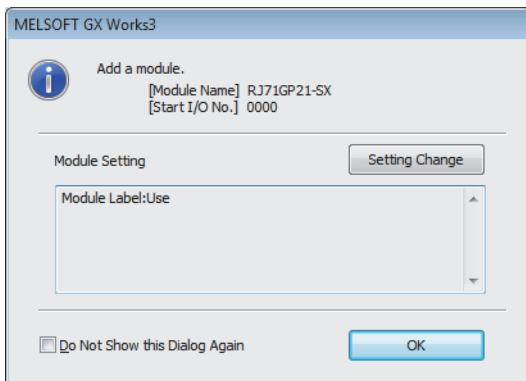 MELSOFT GX Works3
Add a module.
[Module Name] RJ71GP21-SX
[Start I/O No.] 0000
Module Setting
Setting Change
Module Label:Use
Do Not Show this Dialog Again
OK